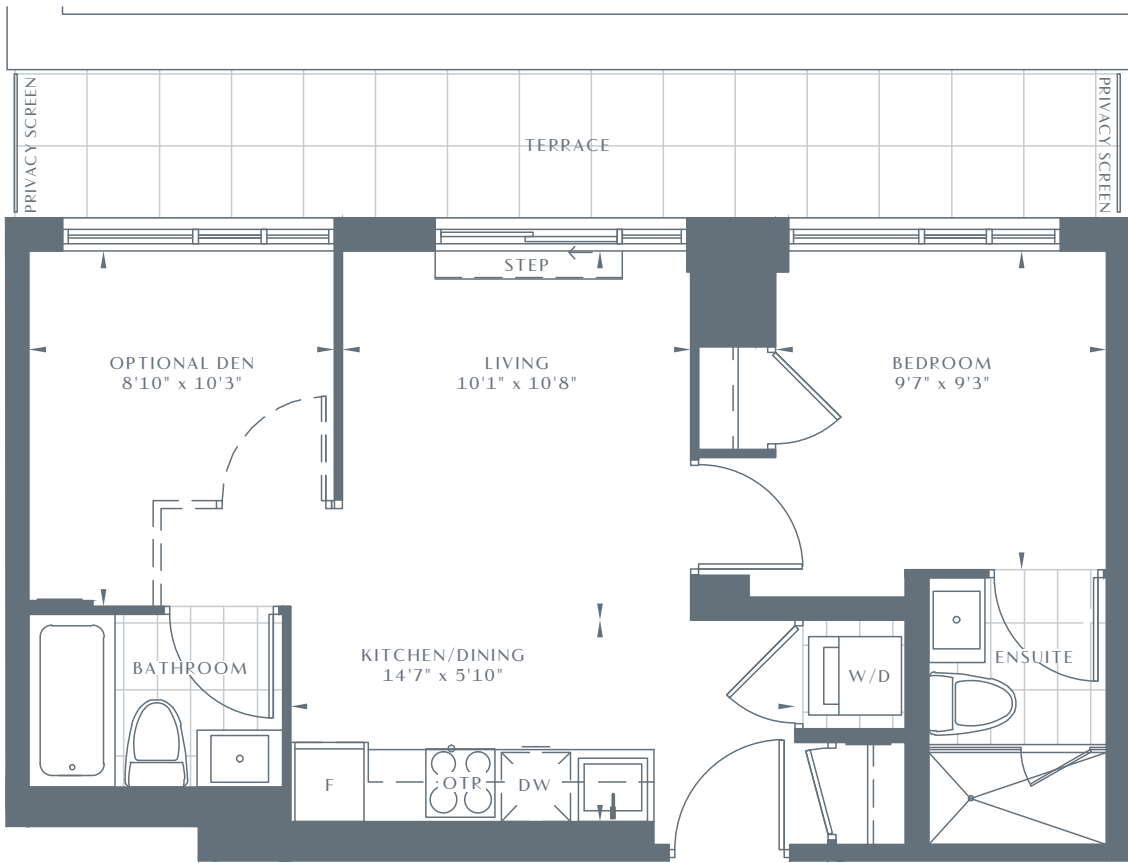 PRIVACY SCREEN
TERRACE
PRIVACY SCREEN
STEP
OPTIONAL DEN
8'10" x 10'3"
LIVING
10'1" x 10'8"
BEDROOM
9'7" x 9'3"
BATHROOM
KITCHEN/DINING
14'7" x 5'10"
W/D
ENSUITE
F
OTR
DW